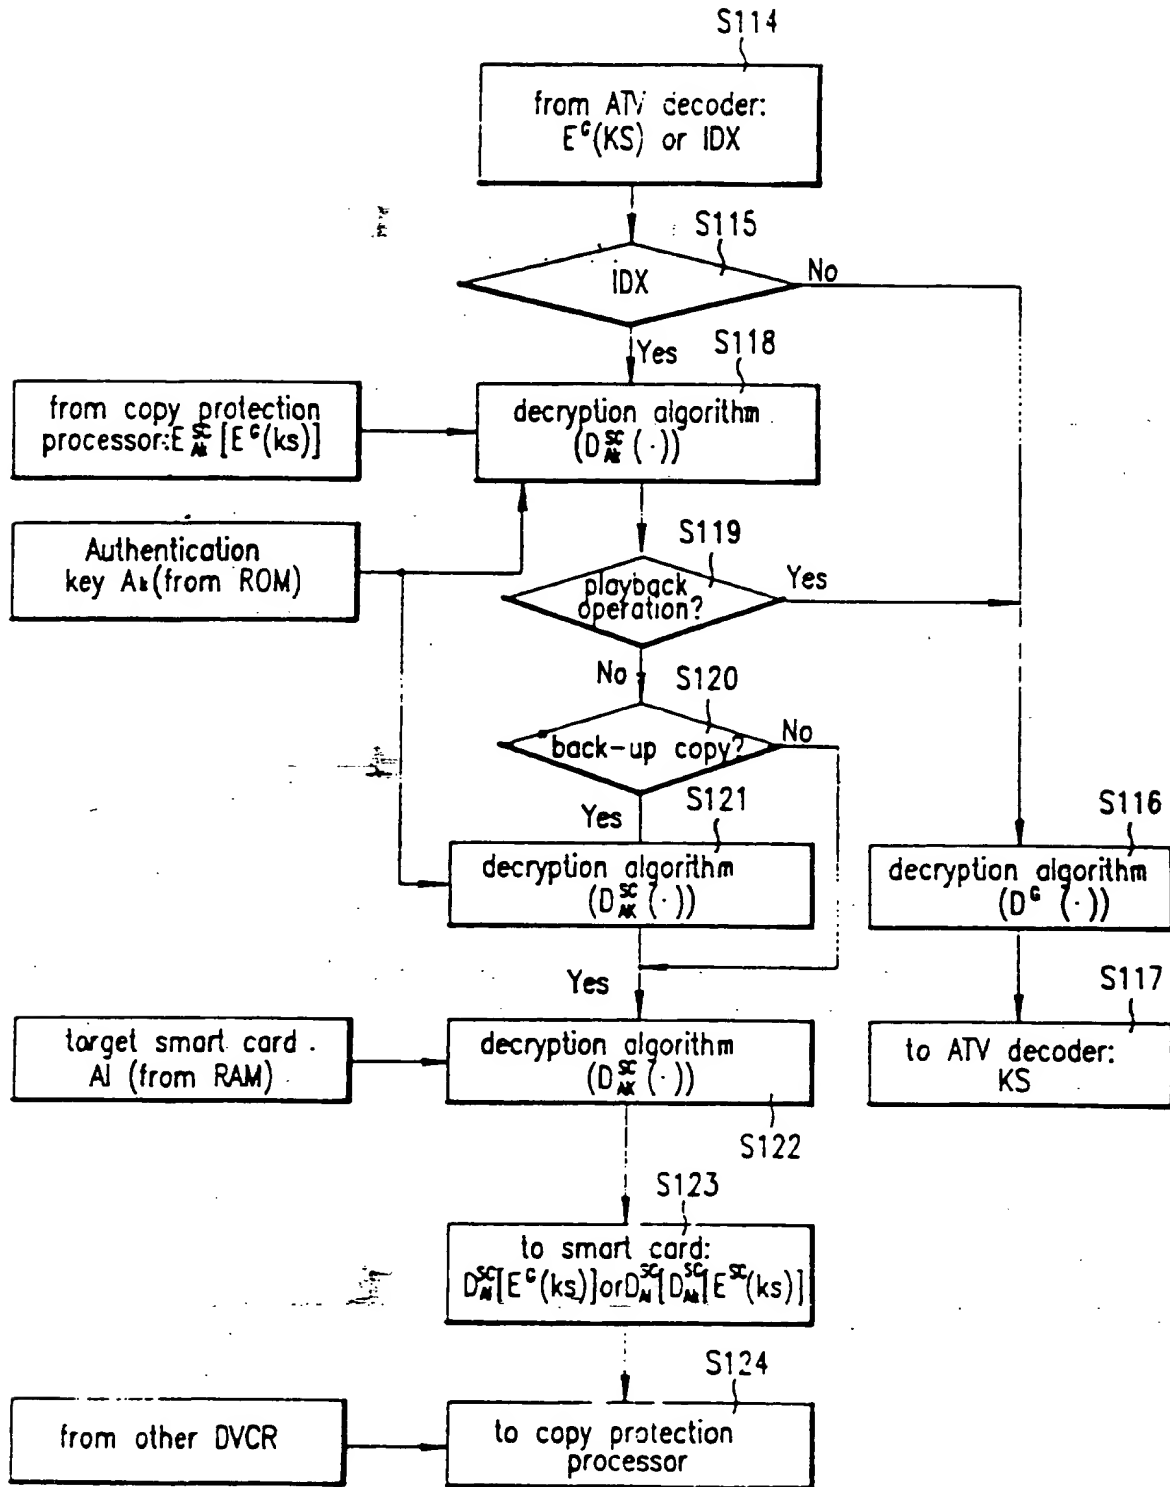 S114
from ATV decoder:
E^G(KS) or IDX
S115
IDX
No
Yes
S118
from copy protection
processor:E^SC_Ak[E^G(ks)]
decryption algorithm
(D^SC_Ak(·))
Authentication
key Ak(from ROM)
S119
playback
operation?
Yes
No
S120
back-up copy?
No
Yes
S121
decryption algorithm
(D^SC_AK(·))
S116
decryption algorithm
(D^G(·))
Yes
S117
target smart card.
AI (from RAM)
decryption algorithm
(D^SC_AK(·))
to ATV decoder:
KS
S122
S123
to smart card:
D^SC_AI[E^G(ks)]orD^SC_AI[D^SC_Ak[E^SC(ks)]
S124
from other DVCR
to copy protection
processor